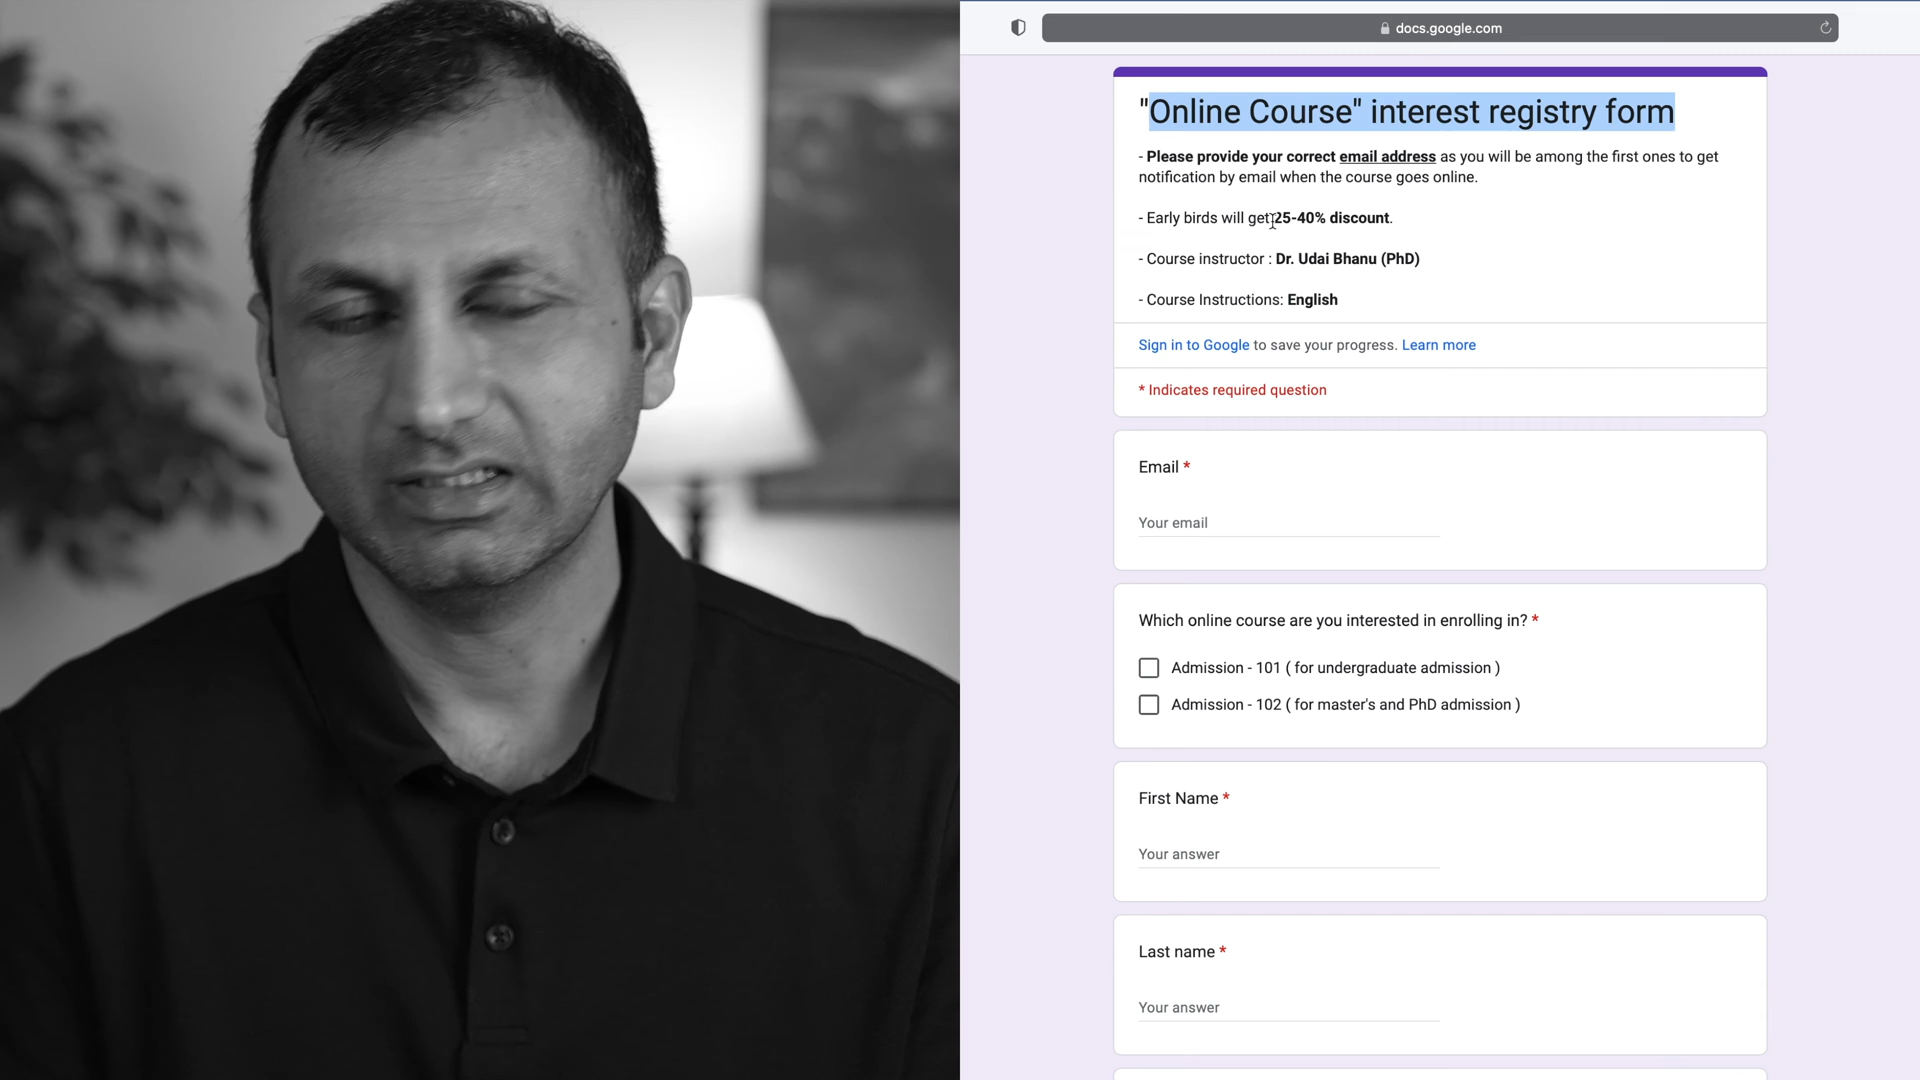 docs.google.com
"Online Course" interest registry form
- Please provide your correct email address as you will be among the first ones to get
notification by email when the course goes online.
- Early birds will get 25-40% discount.
- Course instructor : Dr. Udai Bhanu (PhD)
- Course Instructions: English
Sign in to Google to save your progress. Learn more
* Indicates required question
Email *
Your email
Which online course are you interested in enrolling in? *
Admission - 101 ( for undergraduate admission )
Admission - 102 ( for master's and PhD admission )
First Name *
Your answer
Last name *
Your answer